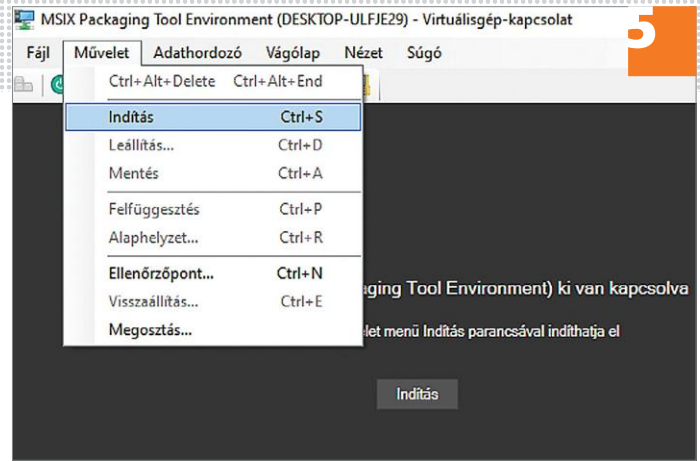 MSIX Packaging Tool Environment (DESKTOP-ULFJE29) - Virtuálisgép-kapcsolat
5
Fájl Művelet Adathordozó Vágólap Nézet Súgó
Ctrl+Alt+Delete Ctrl+Alt+End
Indítás Ctrl+S
Leállítás... Ctrl+D
Mentés Ctrl+A
Felfüggesztés Ctrl+P
Alaphelyzet... Ctrl+R
Ellenőrzőpont... Ctrl+N
Visszaállítás... Ctrl+E
Megosztás...
Tool Environment) ki van kapcsolva
menü Indítás parancsával indíthatja el
Indítás